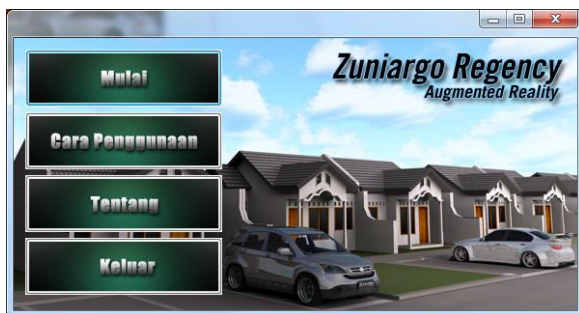 Zuniargo Regency
Augmented Reality
Mulai
Cara Penggunaan
Tentang
Keluar